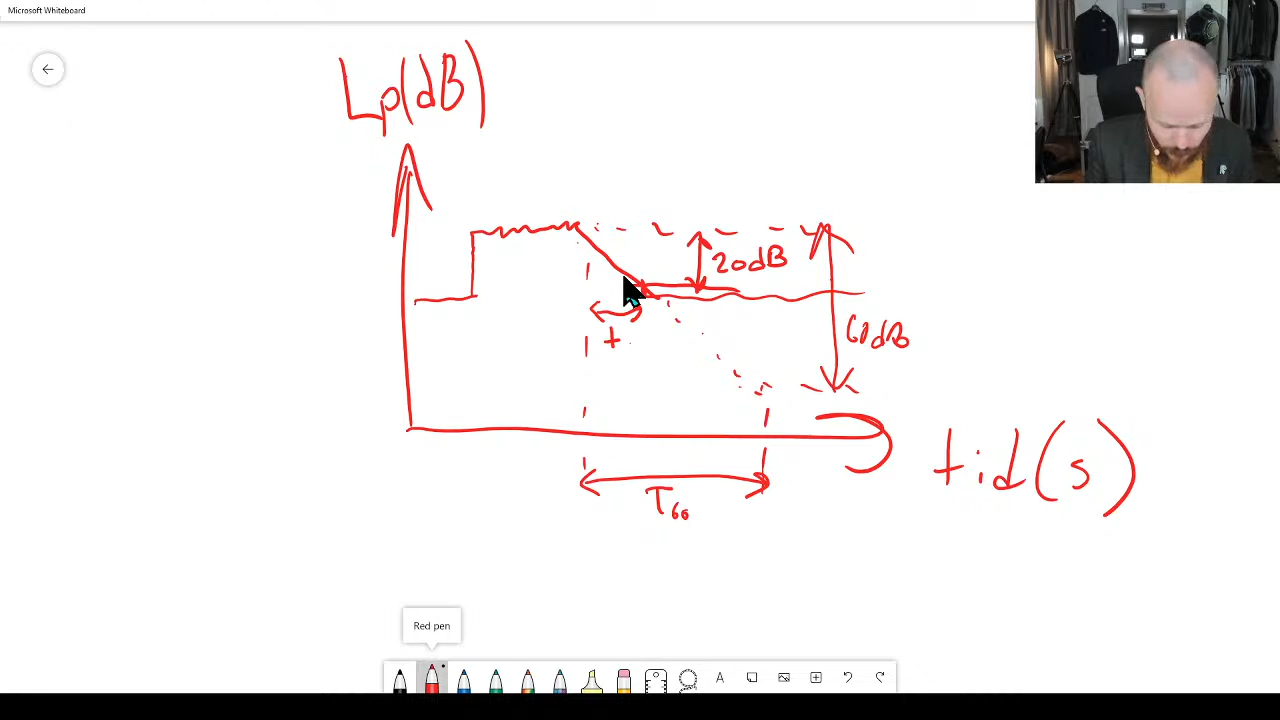 Microsoft Whiteboard
Lp(dB)
20dB
60dB
t
tid(s)
T60
Red pen
A